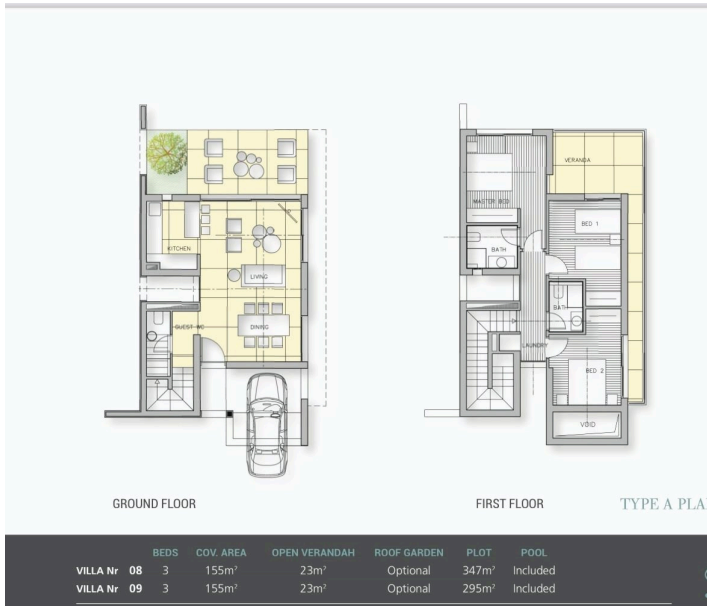 VERANDA
MASTER BED
BED 1
KITCHEN
BATH
LIVING
BATH
GUEST WC
DINING
LAUNDRY
BED 2
VOID
GROUND FLOOR
FIRST FLOOR
TYPE A PLA
BEDS COV. AREA OPEN VERANDAH ROOF GARDEN PLOT POOL
VILLA Nr 08 3 155m² 23m² Optional 347m² Included
VILLA Nr 09 3 155m² 23m² Optional 295m² Included